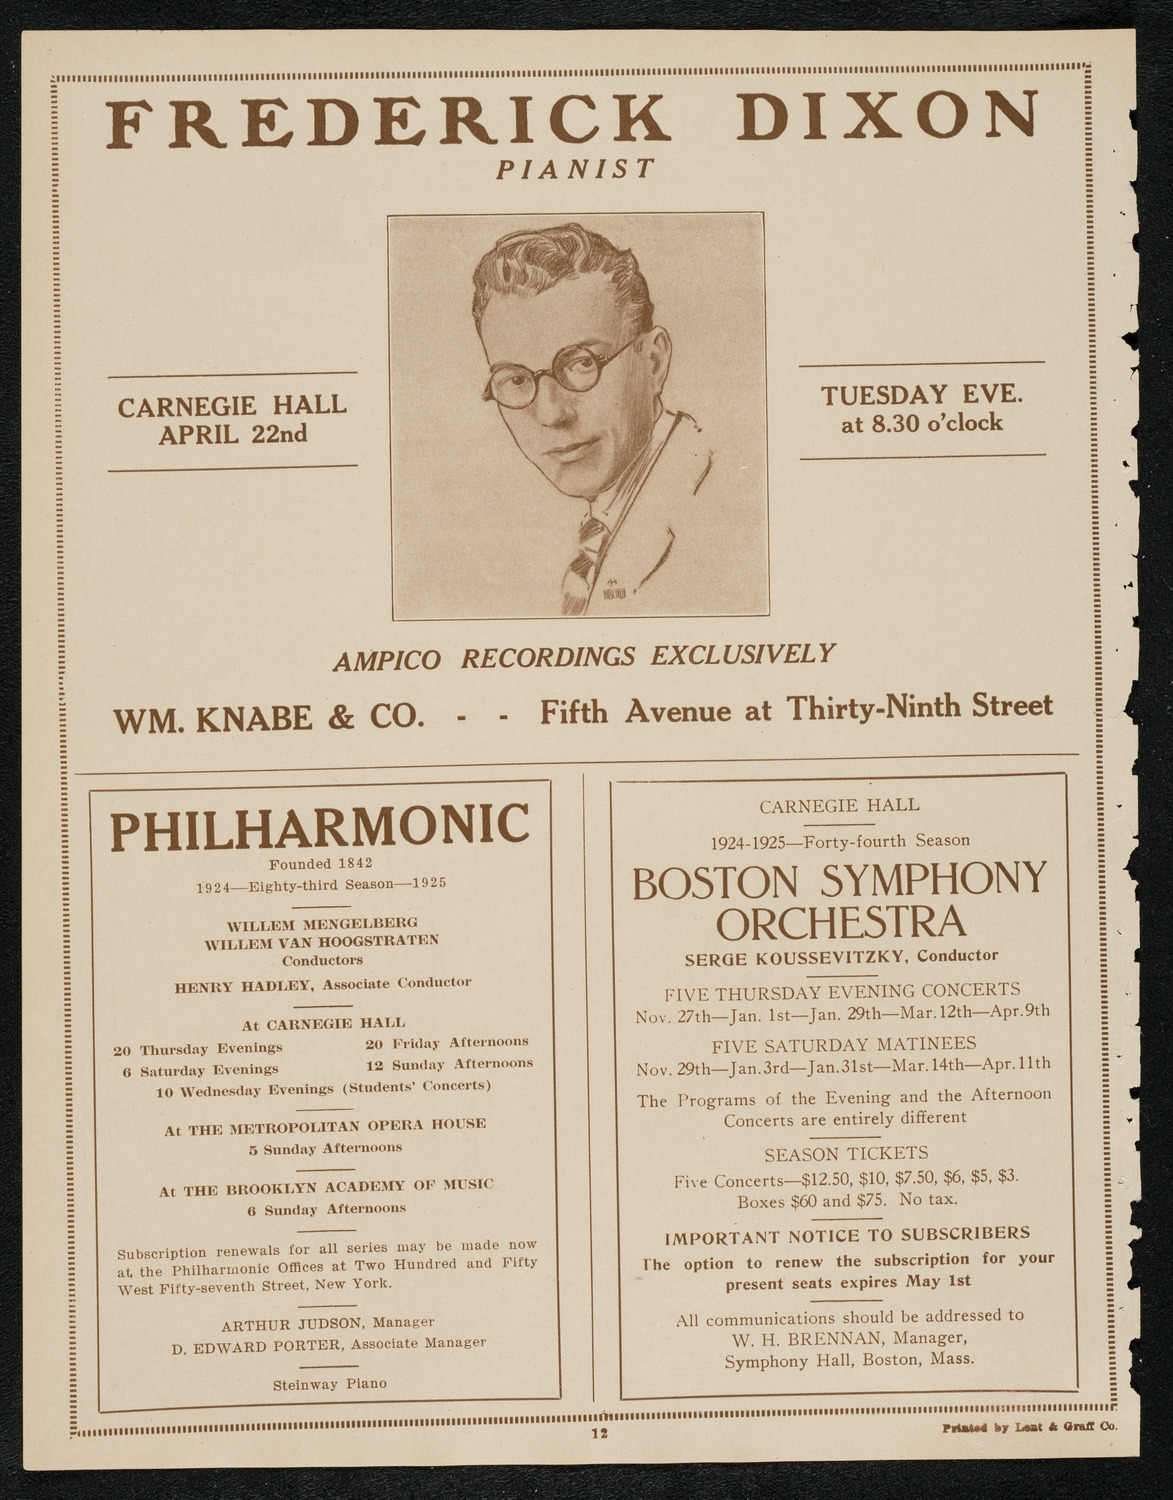 FREDERICK DIXON
PIANIST
CARNEGIE HALL
APRIL 22nd
TUESDAY EVE.
at 8.30 o'clock
AMPICO RECORDINGS EXCLUSIVELY
WM. KNABE & CO. - - Fifth Avenue at Thirty-Ninth Street
PHILHARMONIC
Founded 1842
1924—Eighty-third Season—1925
WILLEM MENGELBERG
WILLEM VAN HOOGSTRATEN
Conductors
HENRY HADLEY, Associate Conductor
At CARNEGIE HALL
20 Thursday Evenings 20 Friday Afternoons
6 Saturday Evenings 12 Sunday Afternoons
10 Wednesday Evenings (Students' Concerts)
At THE METROPOLITAN OPERA HOUSE
5 Sunday Afternoons
At THE BROOKLYN ACADEMY OF MUSIC
6 Sunday Afternoons
Subscription renewals for all series may be made now
at the Philharmonic Offices at Two Hundred and Fifty
West Fifty-seventh Street, New York.
ARTHUR JUDSON, Manager
D. EDWARD PORTER, Associate Manager
Steinway Piano
CARNEGIE HALL
1924-1925—Forty-fourth Season
BOSTON SYMPHONY
ORCHESTRA
SERGE KOUSSEVITZKY, Conductor
FIVE THURSDAY EVENING CONCERTS
Nov. 27th—Jan. 1st—Jan. 29th—Mar. 12th—Apr. 9th
FIVE SATURDAY MATINEES
Nov. 29th—Jan. 3rd—Jan. 31st—Mar. 14th—Apr. 11th
The Programs of the Evening and the Afternoon
Concerts are entirely different
SEASON TICKETS
Five Concerts—$12.50, $10, $7.50, $6, $5, $3.
Boxes $60 and $75. No tax.
IMPORTANT NOTICE TO SUBSCRIBERS
The option to renew the subscription for your
present seats expires May 1st
All communications should be addressed to
W. H. BRENNAN, Manager,
Symphony Hall, Boston, Mass.
12
Printed by Lent & Graff Co.